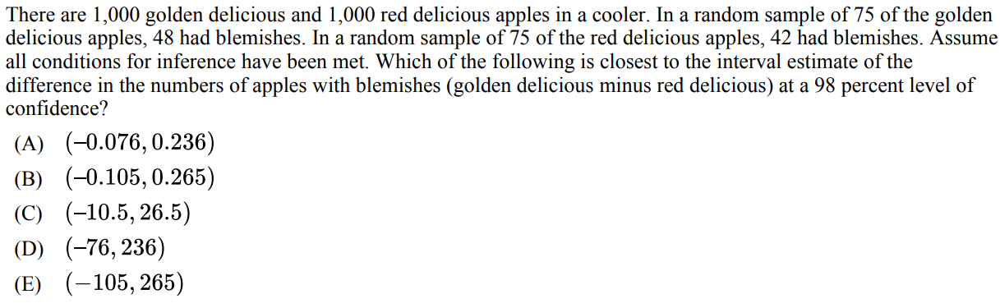 There are 1,000 golden delicious and 1,000 red delicious apples in a cooler. In a random sample of 75 of the golden
delicious apples, 48 had blemishes. In a random sample of 75 of the red delicious apples, 42 had blemishes. Assume
all conditions for inference have been met. Which of the following is closest to the interval estimate of the
difference in the numbers of apples with blemishes (golden delicious minus red delicious) at a 98 percent level of
confidence?
(A) (−0.076, 0.236)
(B) (−0.105, 0.265)
(C) (−10.5, 26.5)
(D) (−76, 236)
(E) (−105, 265)